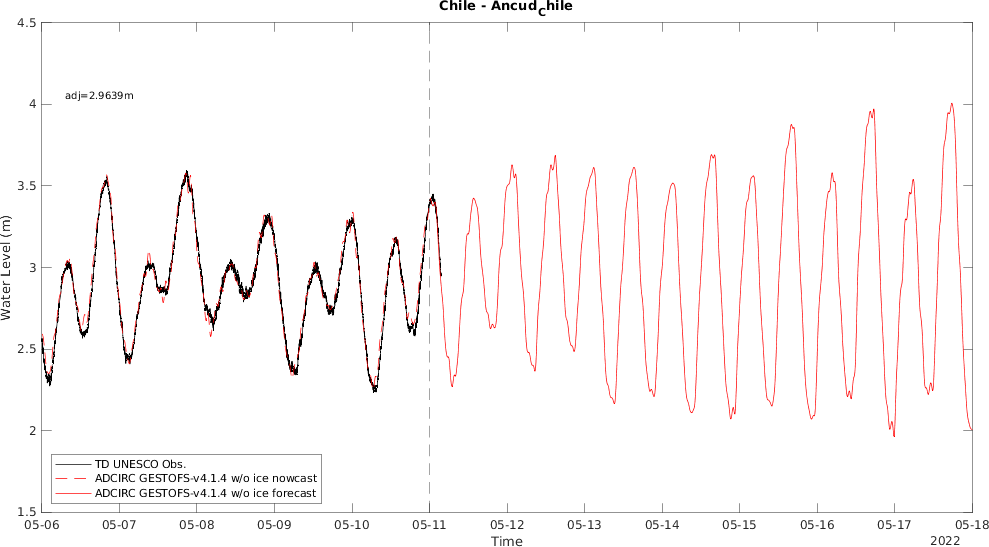 Chile - Ancud_Chile
4.5
4
3.5
3
2.5
2
1.5
Water Level (m)
adj=2.9639m
TD UNESCO Obs.
ADCIRC GESTOFS-v4.1.4 w/o ice nowcast
ADCIRC GESTOFS-v4.1.4 w/o ice forecast
05-06 05-07 05-08 05-09 05-10 05-11 05-12 05-13 05-14 05-15 05-16 05-17 05-18
Time
2022